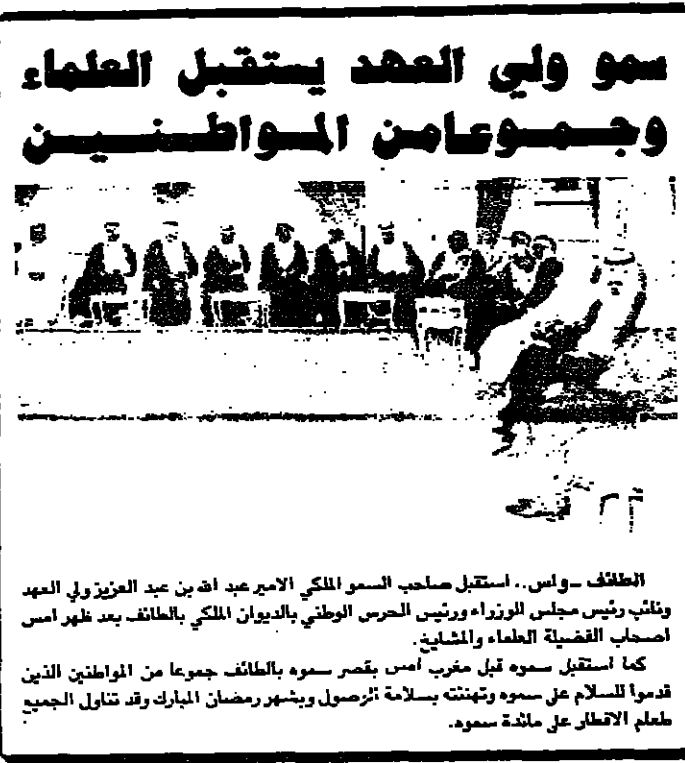 سمو ولي العهد يستقبل العلماء
وجموعا من المواطنين
الطائف - واس.. استقبل صاحب السمو الملكي الامير عبد الله بن عبد العزيز ولي العهد
ونائب رئيس مجلس الوزراء ورئيس الحرس الوطني بالديوان الملكي بالطائف بعد ظهر امس
اصحاب الفضيلة العلماء والمشايخ.
كما استقبل سموه قبل مغرب امس بقصر سموه بالطائف جموعا من المواطنين الذين
قدموا للسلام على سموه وتهنئته بسلامة الوصول وبشهر رمضان المبارك وقد تناول الجميع
طعام الافطار على مائدة سموه.